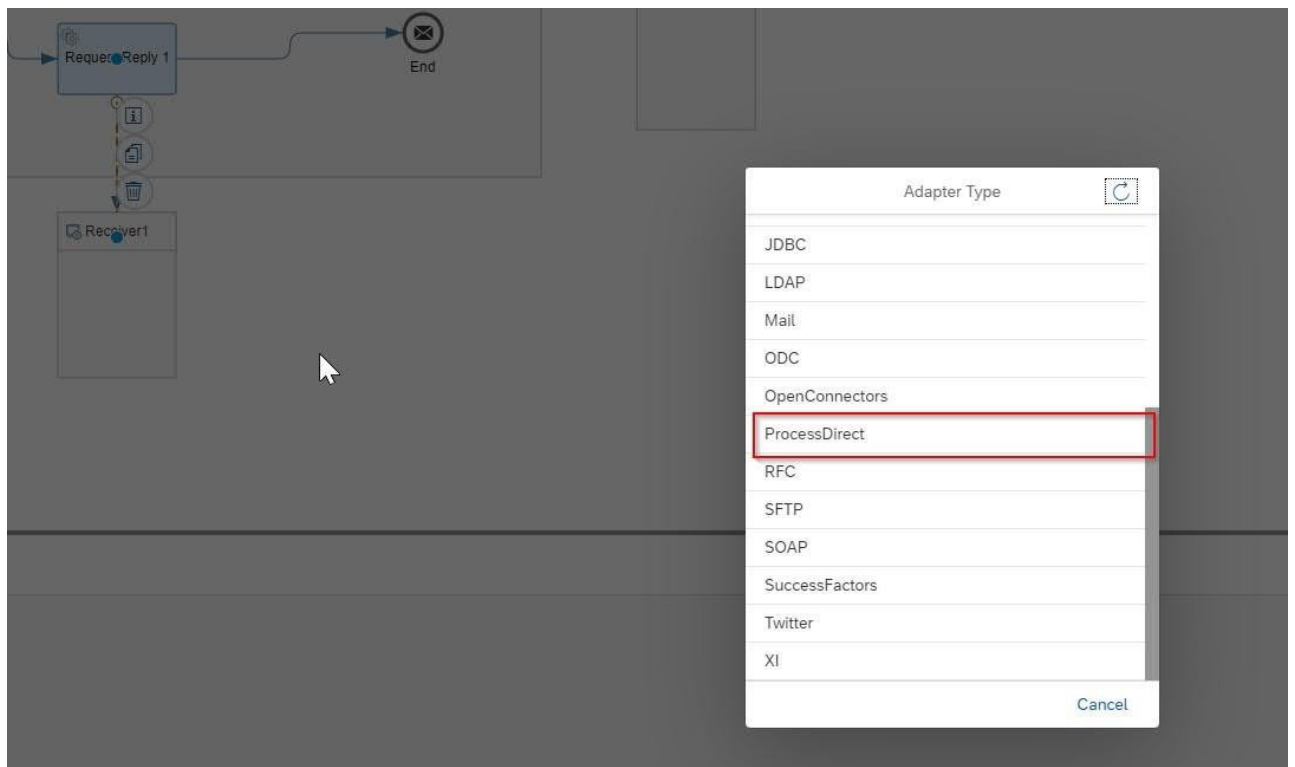 Request Reply 1
End
Receiver1
Adapter Type
JDBC
LDAP
Mail
ODC
OpenConnectors
ProcessDirect
RFC
SFTP
SOAP
SuccessFactors
Twitter
XI
Cancel